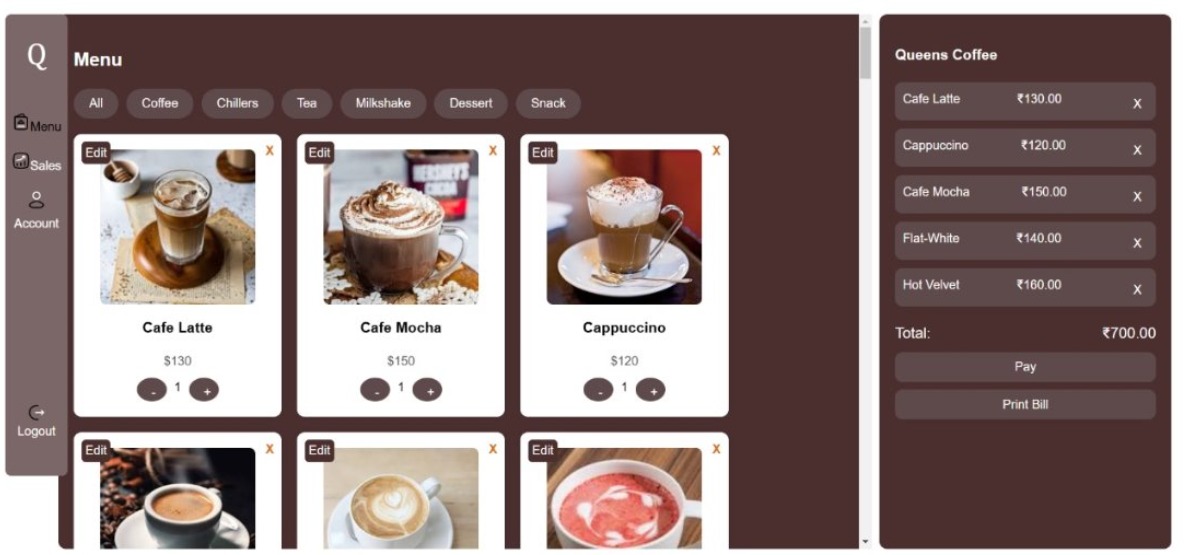 Q
Menu
Sales
Account
Logout
Menu
All Coffee Chillers Tea Milkshake Dessert Snack
Edit X Edit X Edit X
HERSHEY'S
Cafe Latte Cafe Mocha Cappuccino
$130 $150 $120
- 1 + - 1 + - 1 +
Edit X Edit X Edit X
Queens Coffee
Cafe Latte ₹130.00 X
Cappuccino ₹120.00 X
Cafe Mocha ₹150.00 X
Flat-White ₹140.00 X
Hot Velvet ₹160.00 X
Total: ₹700.00
Pay
Print Bill